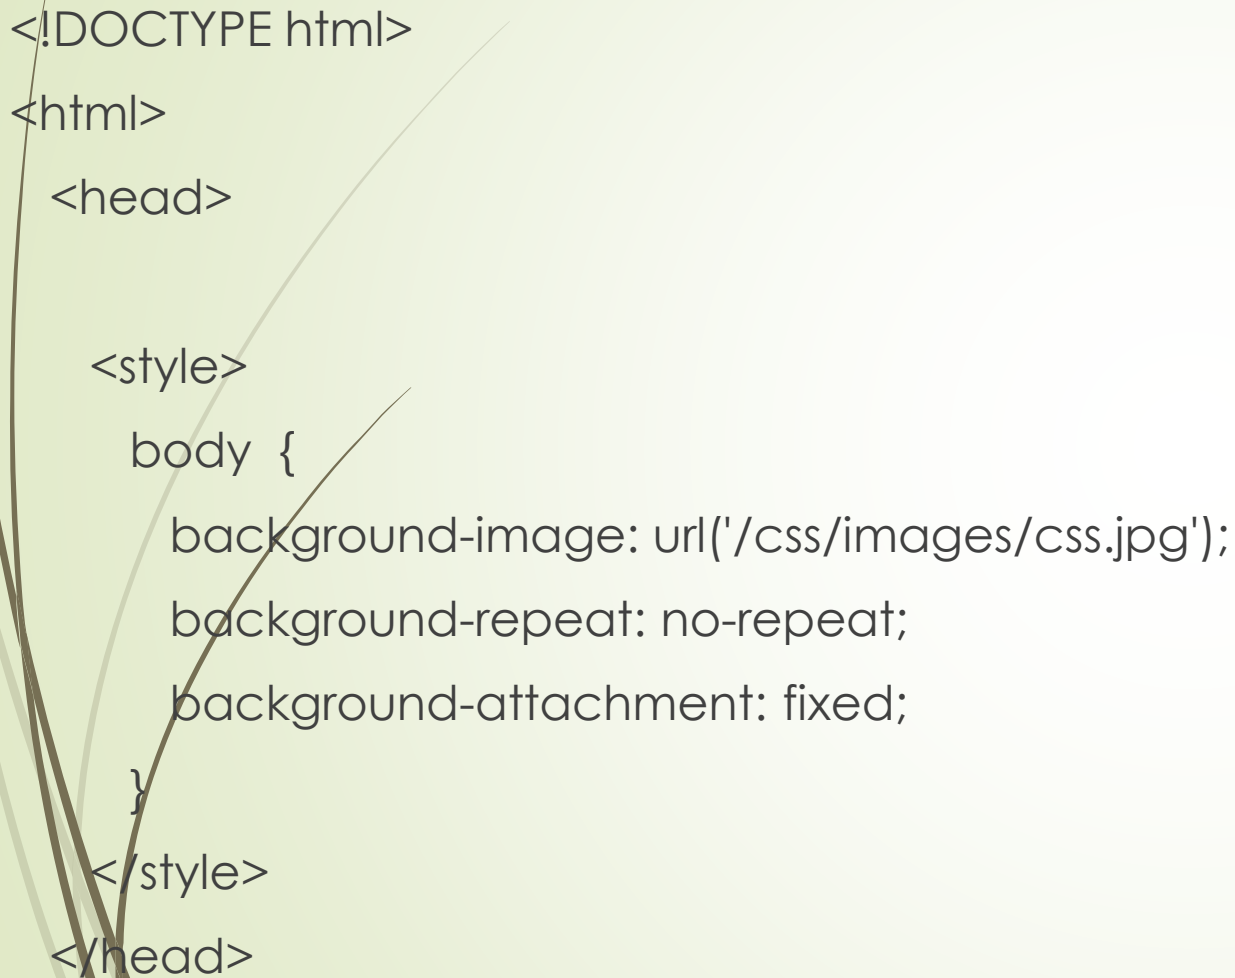 <!DOCTYPE html>
<html>
<head>
<style>
body {
background-image: url('/css/images/css.jpg');
background-repeat: no-repeat;
background-attachment: fixed;
}
</style>
</head>